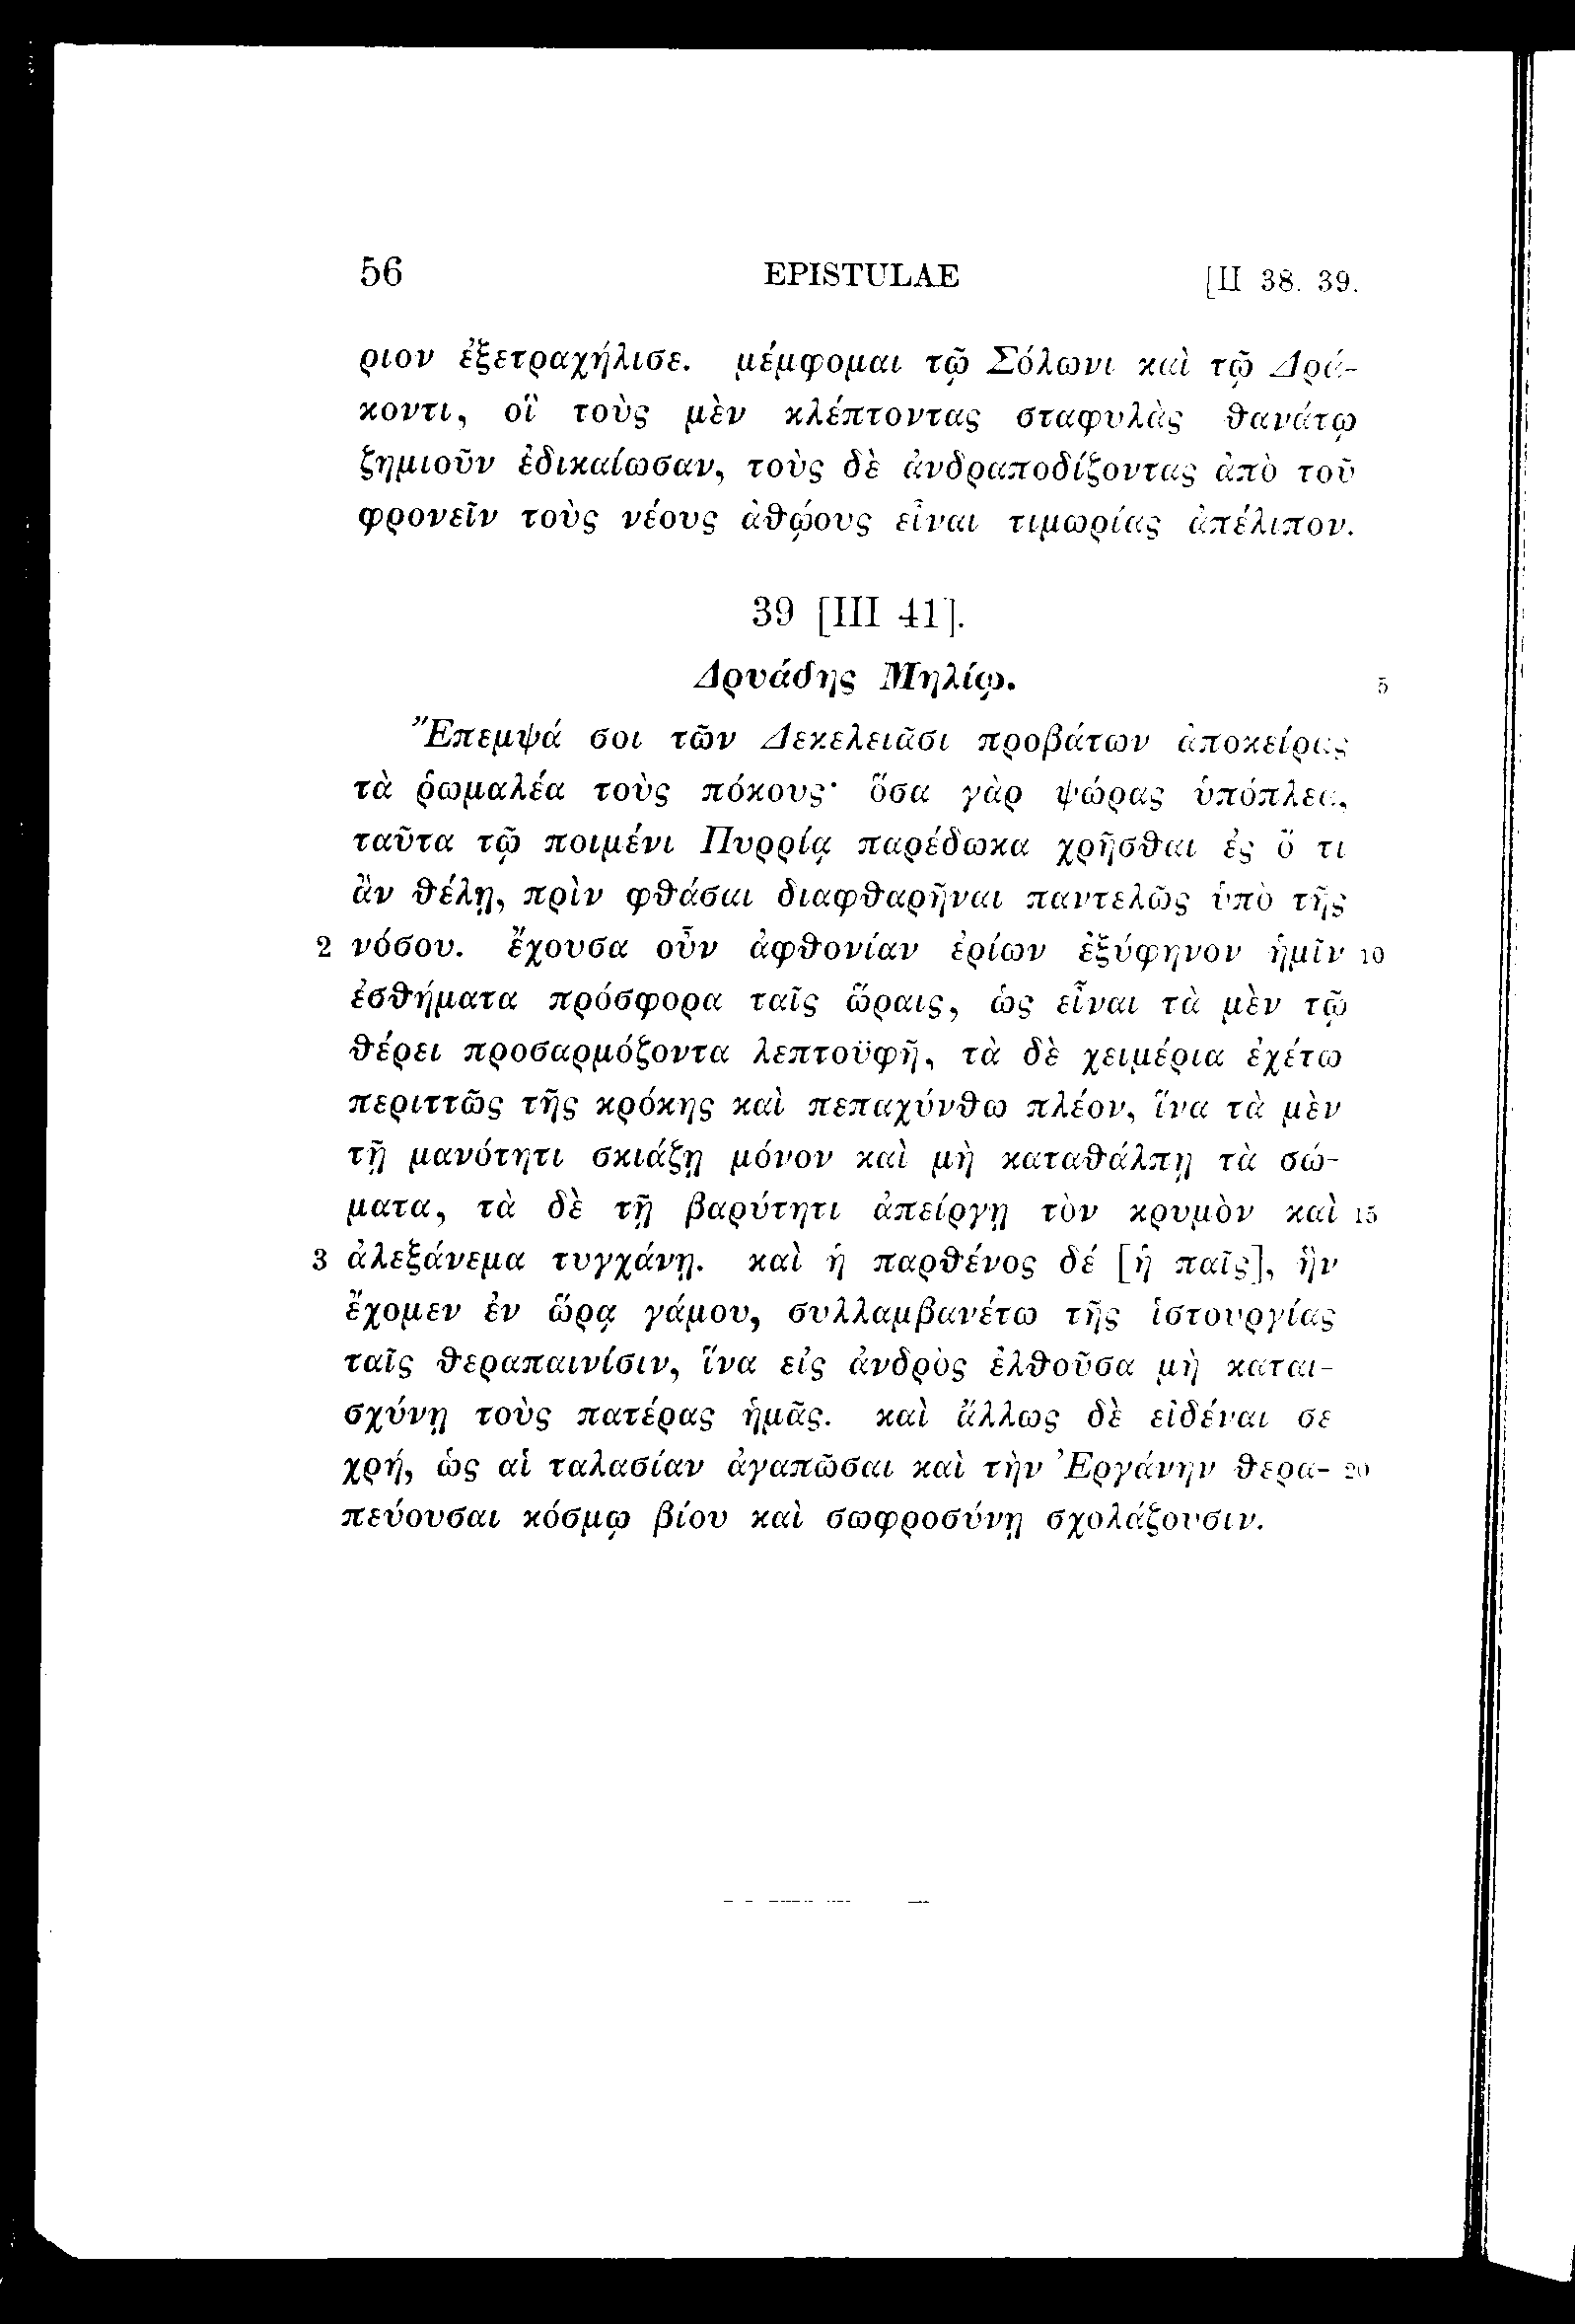 56 EPISTULAE [II 38. 39.
ριον ἐξετραχήλισε. μέμφομαι τῷ Σόλωνι καὶ τῷ Δρά-
κοντι, οἳ τοὺς μὲν κλέπτοντας σταφυλὰς θανάτῳ
ζημιοῦν ἐδικαίωσαν, τοὺς δὲ ἀνδραποδίζοντας ἀπὸ τοῦ
φρονεῖν τοὺς νέους ἀθῴους εἶναι τιμωρίας ἀπέλιπον.
39 [III 41].
Δρυάδης Μηλίῳ. 5
Ἔπεμψά σοι τῶν Δεκελειᾶσι προβάτων ἀποκείρας
τὰ ῥωμαλέα τοὺς πόκους· ὅσα γὰρ ψώρας ὑπόπλεα,
ταῦτα τῷ ποιμένι Πυρρίᾳ παρέδωκα χρῆσθαι ἐς ὅ τι
ἂν θέλῃ, πρὶν φθάσαι διαφθαρῆναι παντελῶς ὑπὸ τῆς
2 νόσου. ἔχουσα οὖν ἀφθονίαν ἐρίων ἐξύφηνον ἡμῖν 10
ἐσθήματα πρόσφορα ταῖς ὥραις, ὡς εἶναι τὰ μὲν τῷ
θέρει προσαρμόζοντα λεπτοϋφῆ, τὰ δὲ χειμέρια ἐχέτω
περιττῶς τῆς κρόκης καὶ πεπαχύνθω πλέον, ἵνα τὰ μὲν
τῇ μανότητι σκιάζῃ μόνον καὶ μὴ καταθάλπῃ τὰ σώ-
ματα, τὰ δὲ τῇ βαρύτητι ἀπείργῃ τὸν κρυμὸν καὶ 15
3 ἀλεξάνεμα τυγχάνῃ. καὶ ἡ παρθένος δέ [ἡ παῖς], ἣν
ἔχομεν ἐν ὥρᾳ γάμου, συλλαμβανέτω τῆς ἱστουργίας
ταῖς θεραπαινίσιν, ἵνα εἰς ἀνδρὸς ἐλθοῦσα μὴ καται-
σχύνῃ τοὺς πατέρας ἡμᾶς. καὶ ἄλλως δὲ εἰδέναι σε
χρή, ὡς αἱ ταλασίαν ἀγαπῶσαι καὶ τὴν Ἐργάνην θερα- 20
πεύουσαι κόσμῳ βίου καὶ σωφροσύνῃ σχολάζουσιν.